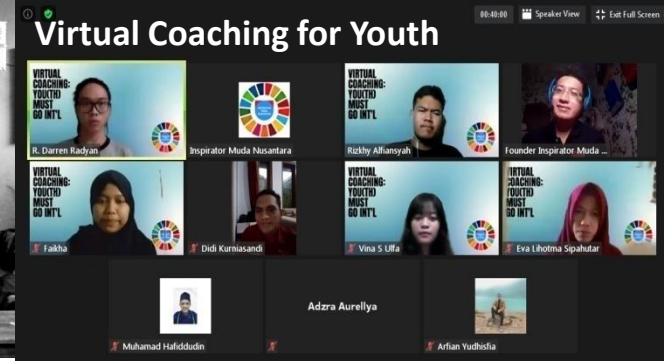 Virtual Coaching for Youth
00:40:00 Speaker View Exit Full Screen
VIRTUAL
COACHING:
YOU(TH)
MUST
GO INT'L
R. Darren Radyan
Inspirator Muda Nusantara
VIRTUAL
COACHING:
YOU(TH)
MUST
GO INT'L
Rizkhy Alfiansyah
Founder Inspirator Muda ...
VIRTUAL
COACHING:
YOU(TH)
MUST
GO INT'L
Faikha
Didi Kurniasandi
VIRTUAL
COACHING:
YOU(TH)
MUST
GO INT'L
Vina S Ulfa
VIRTUAL
COACHING:
YOU(TH)
MUST
GO INT'L
Eva Lihotma Sipahutar
Muhamad Hafiddudin
Adzra Aurellya
Arfian Yudhisfia